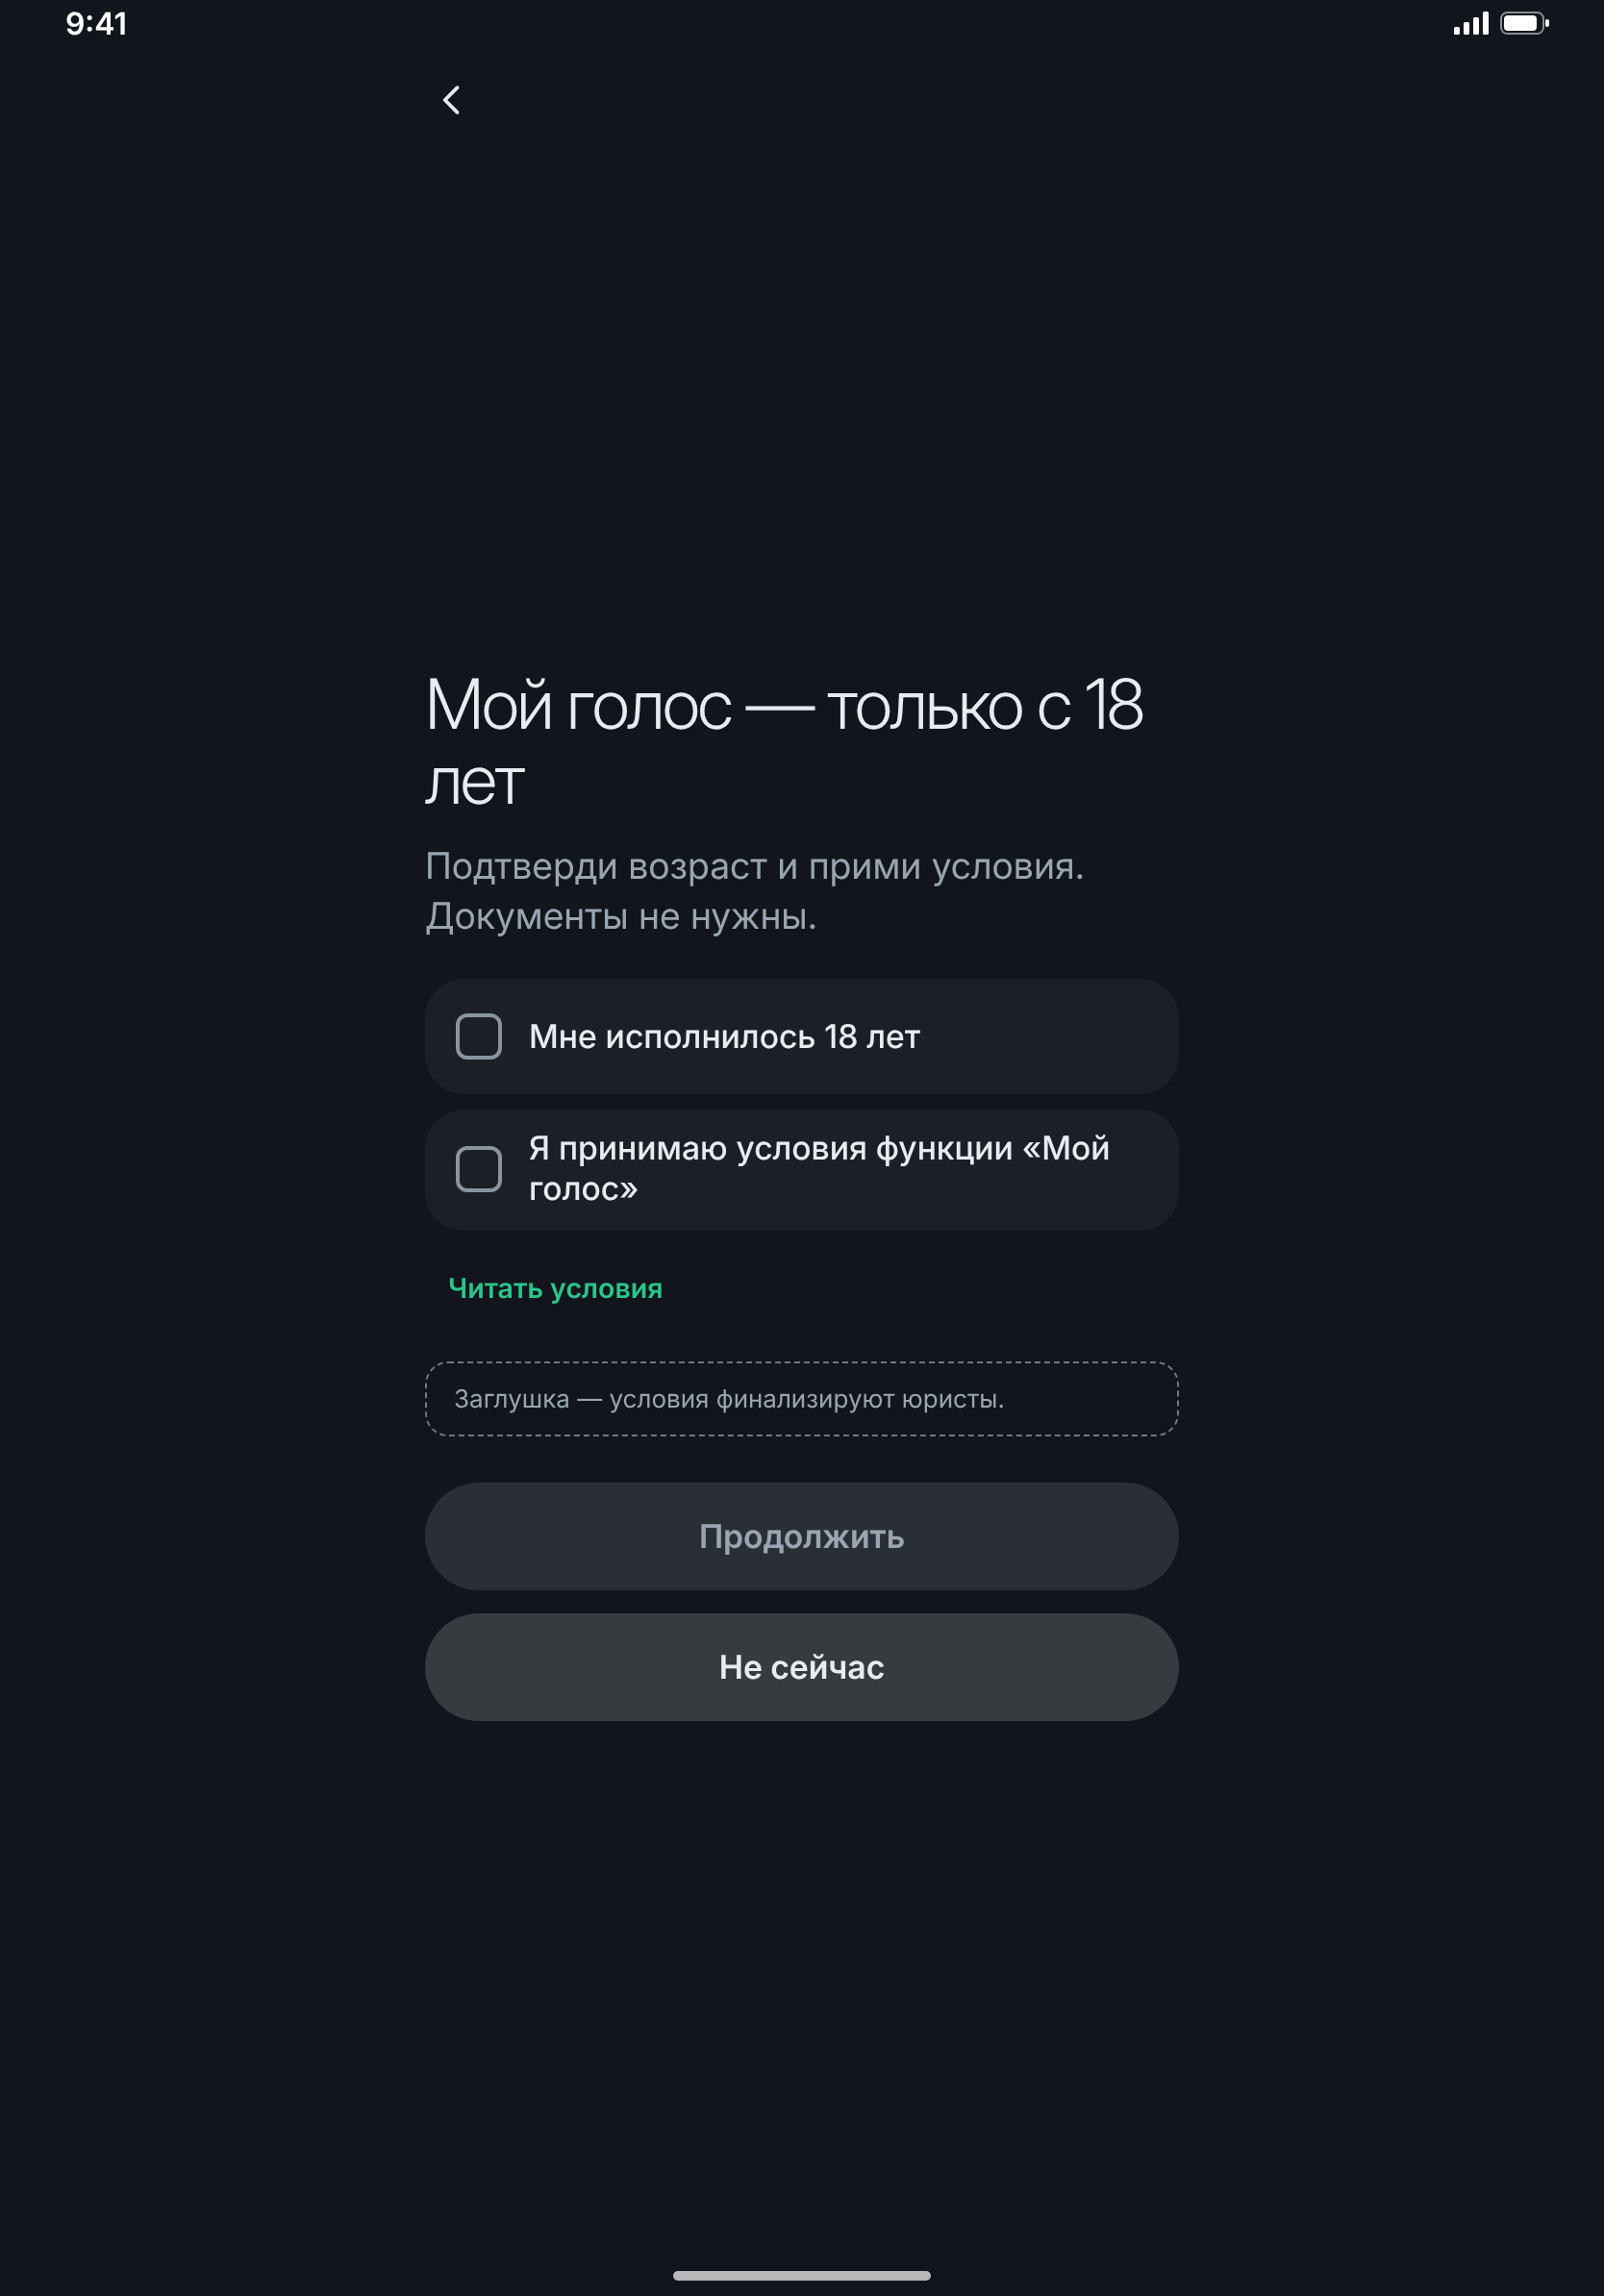 9:41
Мой голос — только с 18
лет
Подтверди возраст и прими условия.
Документы не нужны.
Мне исполнилось 18 лет
Я принимаю условия функции «Мой
голос»
Читать условия
Заглушка — условия финализируют юристы.
Продолжить
Не сейчас